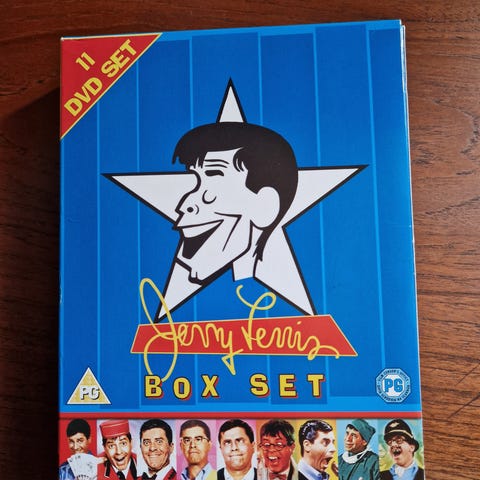 11
DVD SET
Jerry Lewis
BOX SET
PG
PG